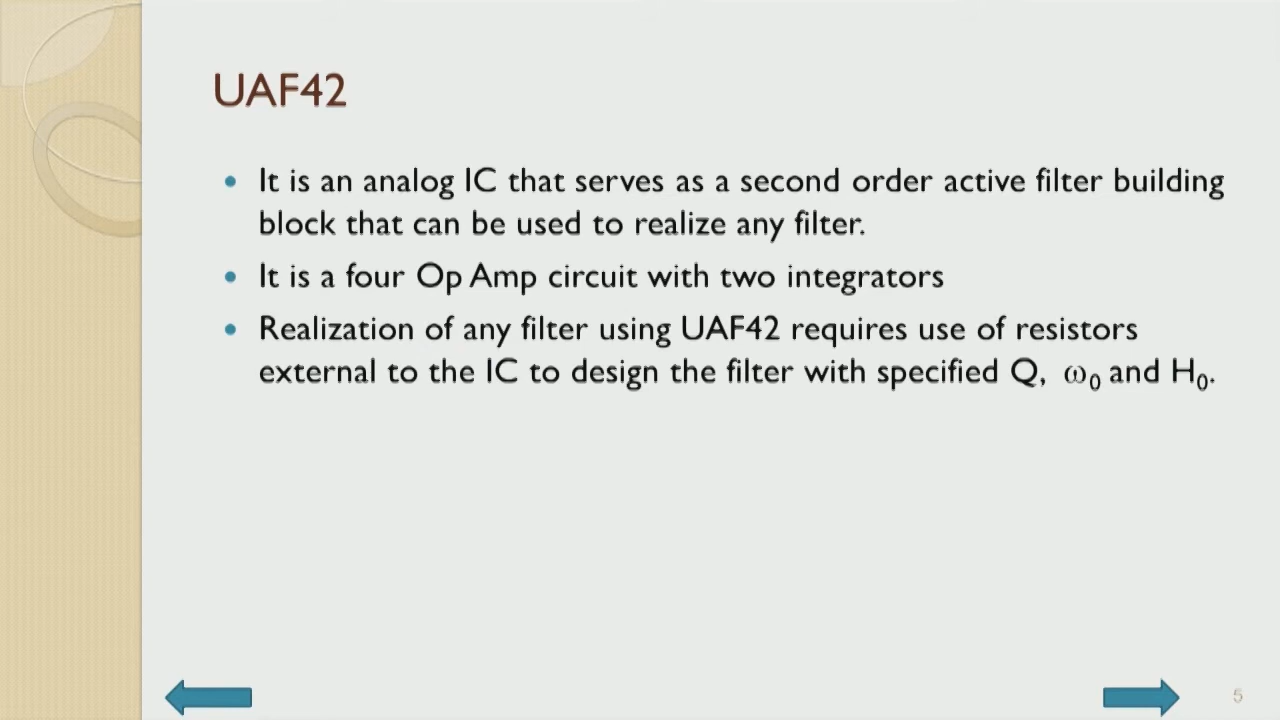 UAF42
• It is an analog IC that serves as a second order active filter building
block that can be used to realize any filter.
• It is a four Op Amp circuit with two integrators
• Realization of any filter using UAF42 requires use of resistors
external to the IC to design the filter with specified Q, ω₀ and H₀.
5